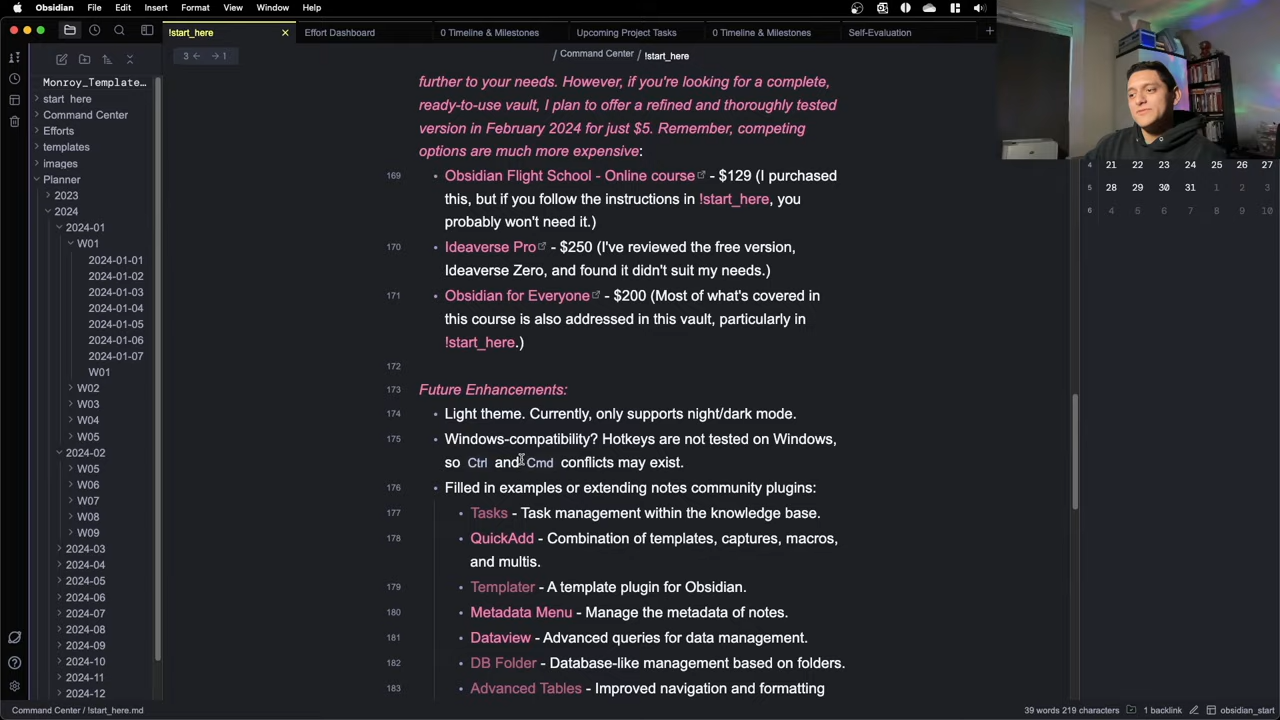 Obsidian File Edit Insert Format View Window Help
!start_here
Effort Dashboard
0 Timeline & Milestones
Upcoming Project Tasks
0 Timeline & Milestones
Self-Evaluation
3 ← → 1
/ Command Center / !start_here
Monroy_Template...
start here
Command Center
Efforts
templates
images
Planner
2023
2024
2024-01
W01
2024-01-01
2024-01-02
2024-01-03
2024-01-04
2024-01-05
2024-01-06
2024-01-07
W01
W02
W03
W04
W05
2024-02
W05
W06
W07
W08
W09
2024-03
2024-04
2024-05
2024-06
2024-07
2024-08
2024-09
2024-10
2024-11
2024-12
further to your needs. However, if you're looking for a complete,
ready-to-use vault, I plan to offer a refined and thoroughly tested
version in February 2024 for just $5. Remember, competing
options are much more expensive:
169 • Obsidian Flight School - Online course - $129 (I purchased
this, but if you follow the instructions in !start_here, you
probably won't need it.)
170 • Ideaverse Pro - $250 (I've reviewed the free version,
Ideaverse Zero, and found it didn't suit my needs.)
171 • Obsidian for Everyone - $200 (Most of what's covered in
this course is also addressed in this vault, particularly in
!start_here.)
172
173 Future Enhancements:
174 • Light theme. Currently, only supports night/dark mode.
175 • Windows-compatibility? Hotkeys are not tested on Windows,
so Ctrl and Cmd conflicts may exist.
176 • Filled in examples or extending notes community plugins:
177 • Tasks - Task management within the knowledge base.
178 • QuickAdd - Combination of templates, captures, macros,
and multis.
179 • Templater - A template plugin for Obsidian.
180 • Metadata Menu - Manage the metadata of notes.
181 • Dataview - Advanced queries for data management.
182 • DB Folder - Database-like management based on folders.
183 • Advanced Tables - Improved navigation and formatting
4 21 22 23 24 25 26 27
5 28 29 30 31 1 2 3
6 4 5 6 7 8 9 10
Command Center / !start_here.md
39 words 219 characters
1 backlink
obsidian_start